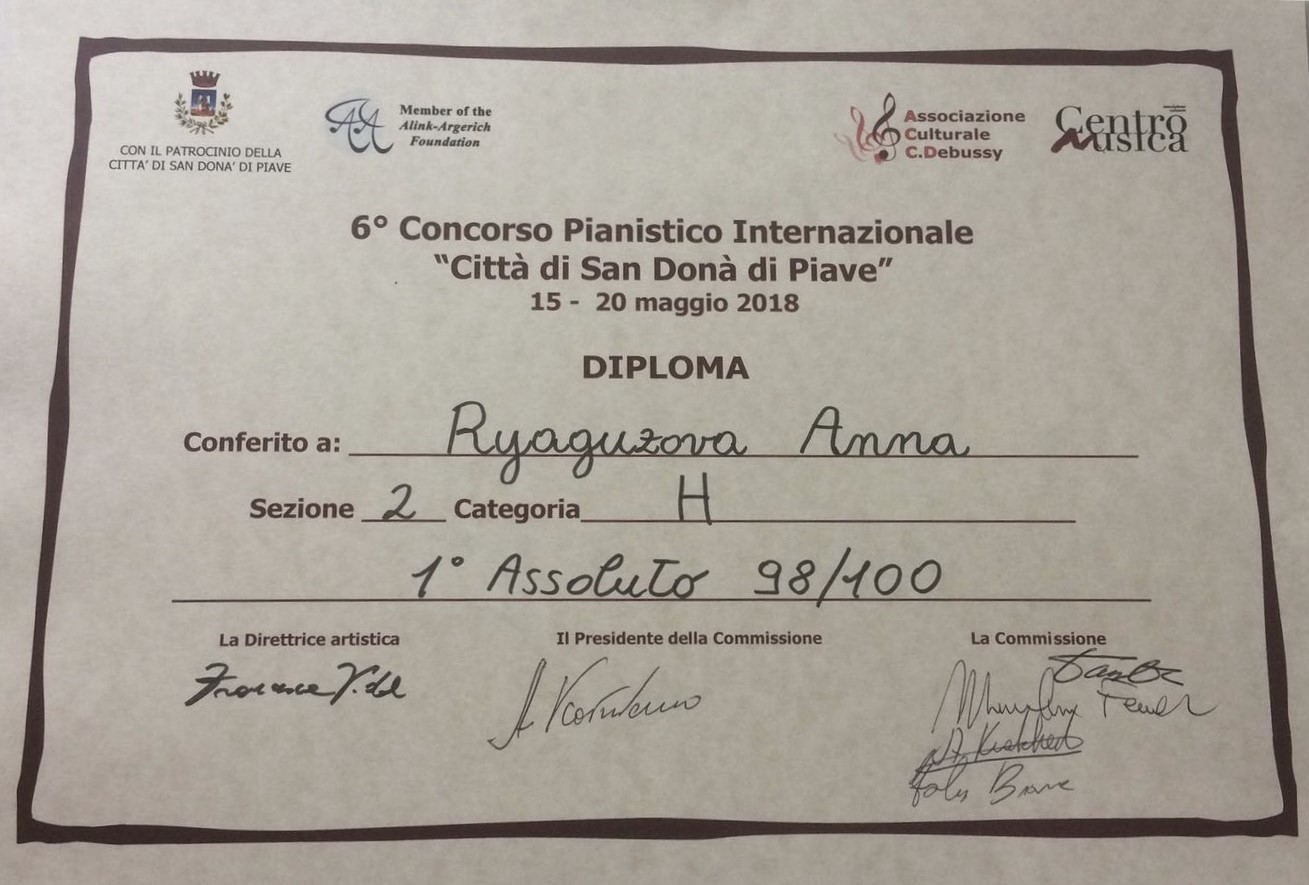 CON IL PATROCINIO DELLA
CITTA' DI SAN DONA' DI PIAVE
Member of the
Alink-Argerich
Foundation
Associazione
Culturale
C.Debussy
Centro
Musica
6° Concorso Pianistico Internazionale
“Città di San Donà di Piave”
15 - 20 maggio 2018
DIPLOMA
Conferito a: Ryaguzova Anna
Sezione 2 Categoria H
1° Assoluto 98/100
La Direttrice artistica
Il Presidente della Commissione
La Commissione